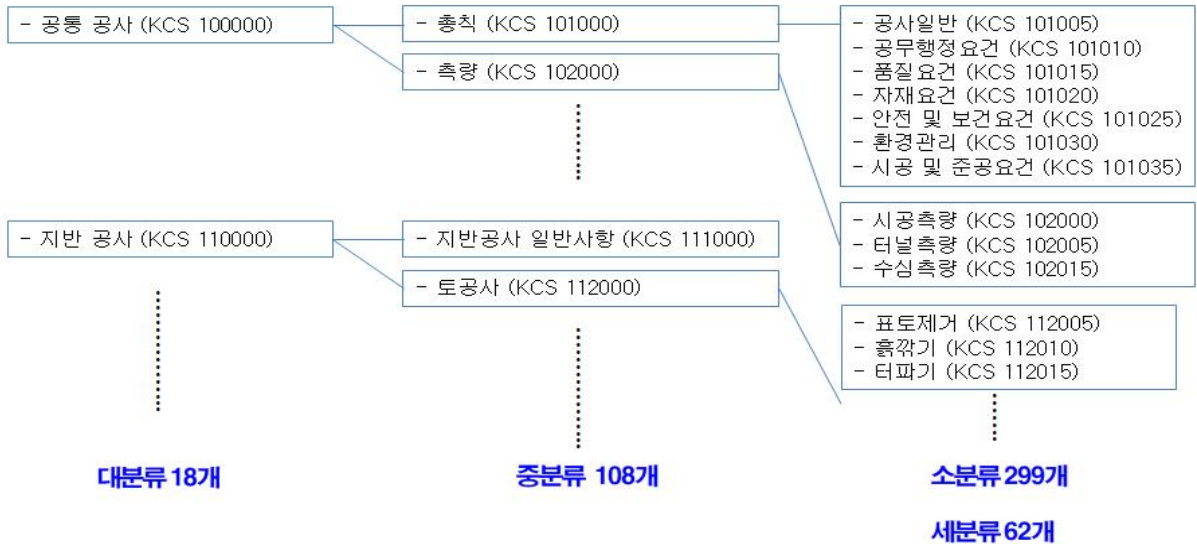 - 공통 공사 (KCS 100000)
- 총칙 (KCS 101000)
- 측량 (KCS 102000)
- 공사일반 (KCS 101005)
- 공무행정요건 (KCS 101010)
- 품질요건 (KCS 101015)
- 자재요건 (KCS 101020)
- 안전 및 보건요건 (KCS 101025)
- 환경관리 (KCS 101030)
- 시공 및 준공요건 (KCS 101035)
- 시공측량 (KCS 102000)
- 터널측량 (KCS 102005)
- 수심측량 (KCS 102015)
- 지반 공사 (KCS 110000)
- 지반공사 일반사항 (KCS 111000)
- 토공사 (KCS 112000)
- 표토제거 (KCS 112005)
- 흙깎기 (KCS 112010)
- 터파기 (KCS 112015)
대분류 18개
중분류 108개
소분류 299개
세분류 62개